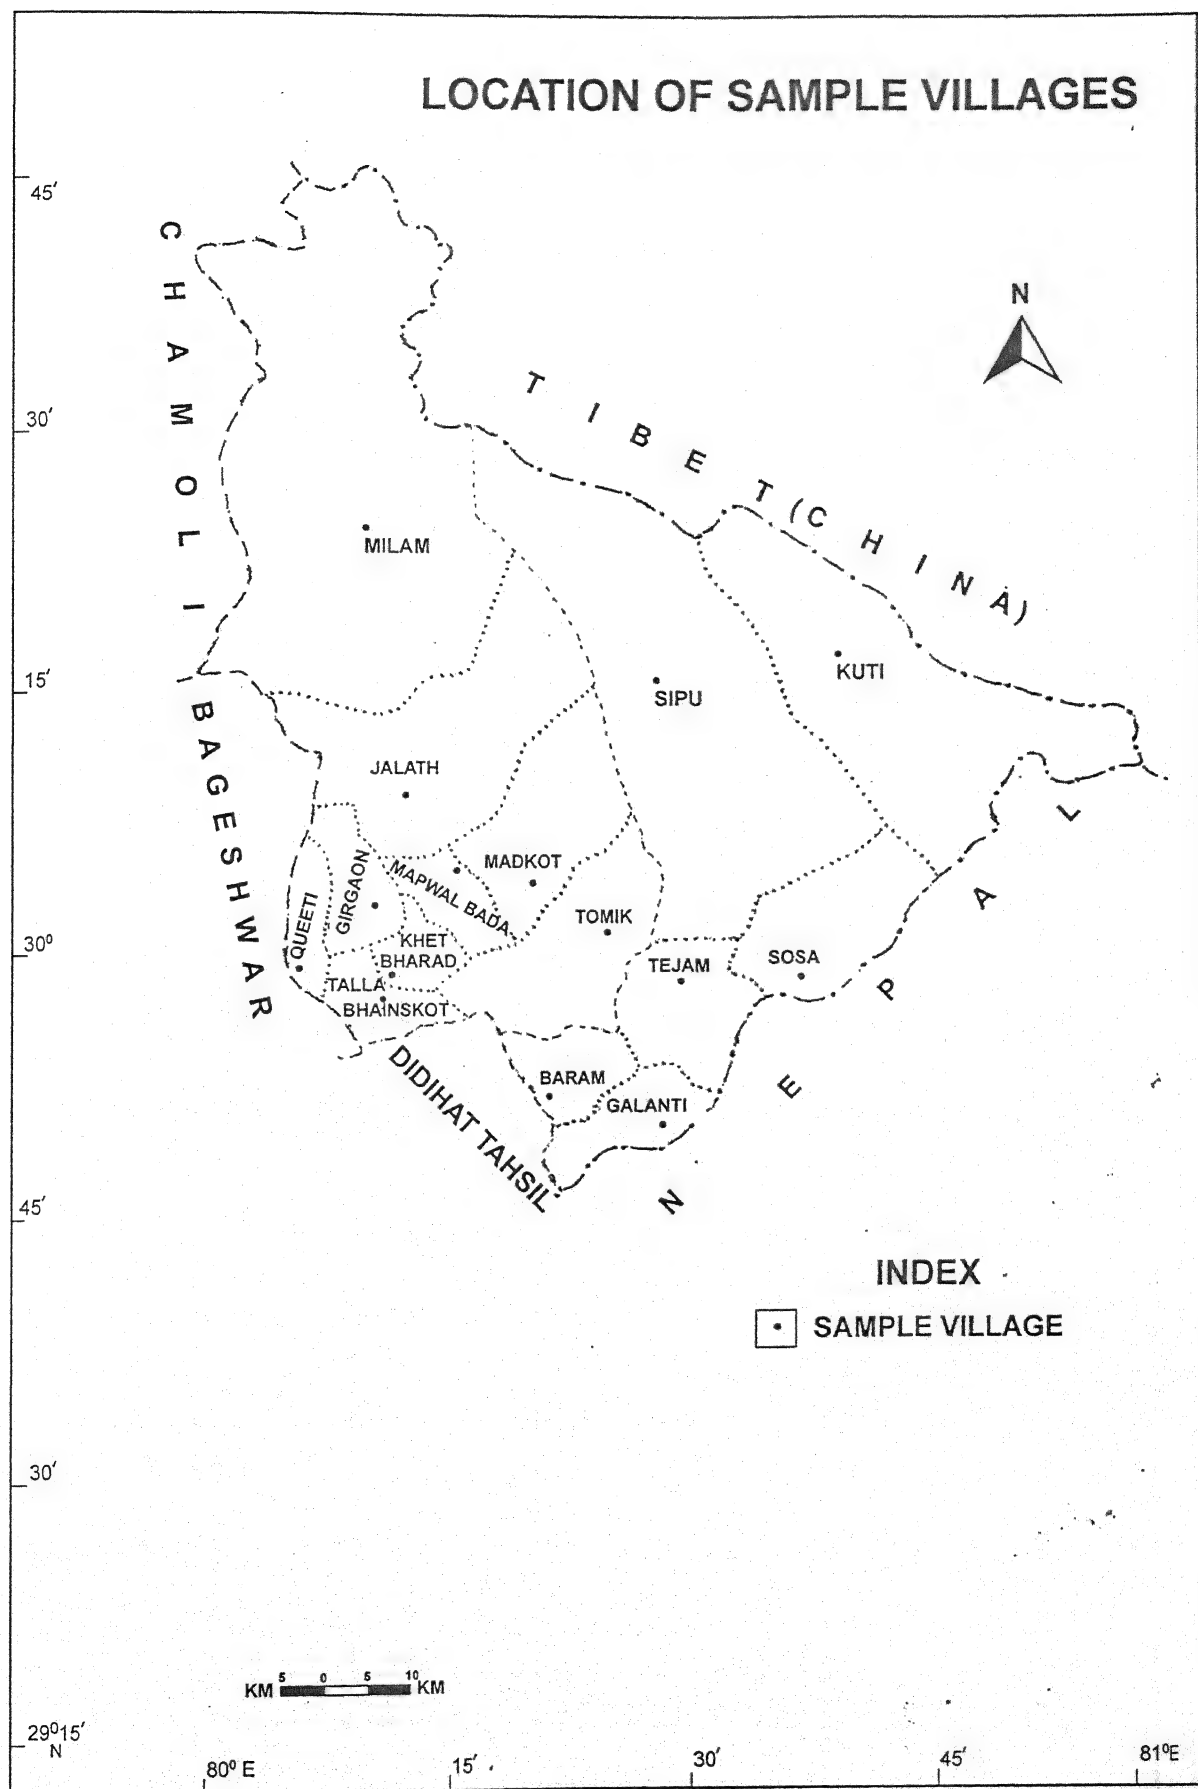 LOCATION OF SAMPLE VILLAGES
45′
CHAMOLI
N
30′
TIBET (CHINA)
MILAM
KUTI
15′
SIPU
BAGESHWAR
JALATH
NEPAL
MADKOT
MAPWAL BADA
GIRGAON
QUEETI
TOMIK
30⁰
KHET
BHARAD
TEJAM
SOSA
TALLA
BHAINSKOT
DIDIHAT TAHSIL
BARAM
GALANTI
45′
INDEX
SAMPLE VILLAGE
30′
KM 5 0 5 10 KM
29⁰15′
N
80⁰ E 15′ 30′ 45′ 81⁰E